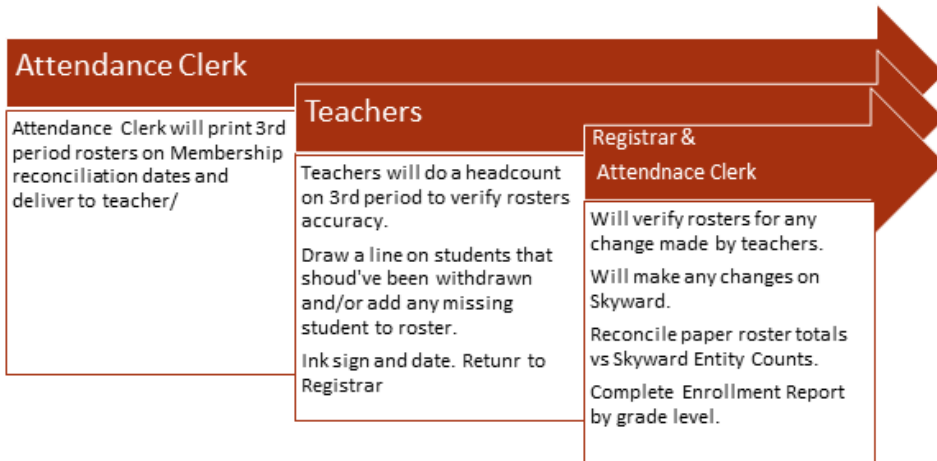 Attendance Clerk
Attendance Clerk will print 3rd
period rosters on Membership
reconciliation dates and
deliver to teacher/
Teachers
Teachers will do a headcount
on 3rd period to verify rosters
accuracy.
Draw a line on students that
shoud've been withdrawn
and/or add any missing
student to roster.
Ink sign and date. Retunr to
Registrar
Registrar &
Attendnace Clerk
Will verify rosters for any
change made by teachers.
Will make any changes on
Skyward.
Reconcile paper roster totals
vs Skyward Entity Counts.
Complete Enrollment Report
by grade level.